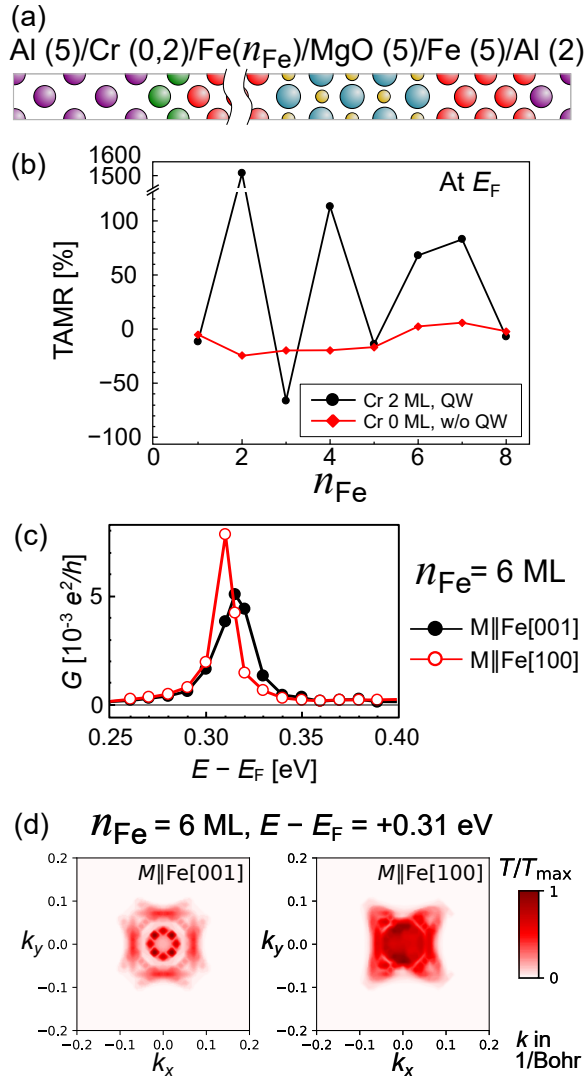 (a)
Al (5)/Cr (0,2)/Fe(nFe)/MgO (5)/Fe (5)/Al (2)
(b)
1600
1500
100
50
0
−50
−100
TAMR [%]
At EF
Cr 2 ML, QW
Cr 0 ML, w/o QW
0 2 4 6 8
nFe
(c)
5
0
G [10-3 e2/h]
0.25 0.30 0.35 0.40
E − EF [eV]
nFe = 6 ML
M∥Fe[001]
M∥Fe[100]
(d)
nFe = 6 ML, E − EF = +0.31 eV
0.2
0.1
0.0
−0.1
−0.2
ky
M∥Fe[001]
−0.2 −0.1 0.0 0.1 0.2
kx
0.2
0.1
0.0
−0.1
−0.2
ky
M∥Fe[100]
−0.2 −0.1 0.0 0.1 0.2
kx
T/Tmax
1
0
k in
1/Bohr